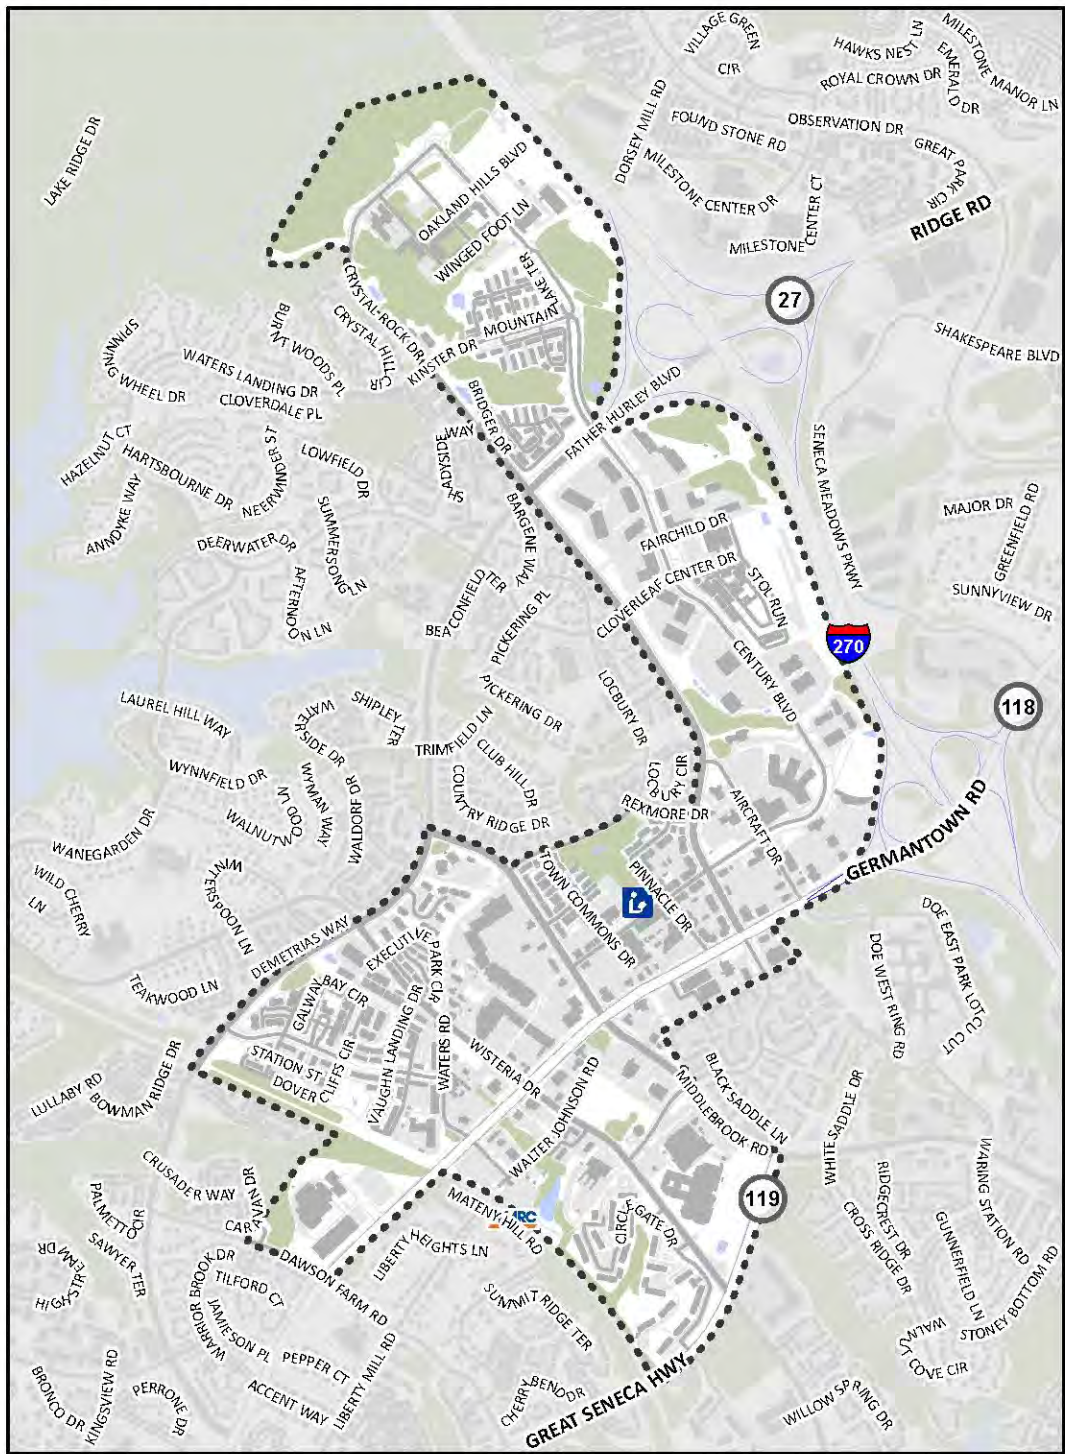 VILLAGE GREEN
CIR
HAWKS NEST LN
MILESTONE MANOR LN
EMERALD DR
ROYAL CROWN DR
DORSEY MILL RD
FOUND STONE RD
OBSERVATION DR
GREAT PARK CIR
LAKE RIDGE DR
MILESTONE CENTER DR
MILESTONE
CENTER CT
RIDGE RD
OAKLAND HILLS BLVD
WINGED FOOT LN
27
LAKE TER
MOUNTAIN
CRYSTAL ROCK DR
CRYSTAL HILL CIR
KINSTER DR
BURNT WOODS PL
SPINNING WHEEL DR
WATERS LANDING DR
CLOVERDALE PL
SHAKESPEARE BLVD
FATHER HURLEY BLVD
BRIDGER DR
SHADYSIDE
WAY
HAZELNUT CT
HARTSBOURNE DR
NEERWINDER ST
LOWFIELD DR
SENECA MEADOWS PKWY
ANNDYKE WAY
SUMMERSONG LN
BARGENE WAY
FAIRCHILD DR
MAJOR DR
GREENFIELD RD
DEERWATER DR
CLOVERLEAF CENTER DR
STOL RUN
SUNNYVIEW DR
AFTERNOON LN
BEACONFIELD TER
PICKERING PL
270
CENTURY BLVD
LAUREL HILL WAY
WATERSIDE DR
SHIPLEY TER
PICKERING DR
LOCBURY DR
118
TRIMFIELD LN
WYNNFIELD DR
WYMAN WAY
WALDORF DR
CLUB HILL DR
LOCBURY CIR
WALNUTWOOD LN
COUNTRY RIDGE DR
REXMORE DR
AIRCRAFT DR
WANEGARDEN DR
GERMANTOWN RD
WINTERSPOON LN
WILD CHERRY
LN
TOWN COMMONS DR
PINNACLE DR
DEMETRIAS WAY
EXECUTIVE
PARK CIR
DOE EAST PARK LOT
CU CUT
DOE WEST RING RD
TEAKWOOD LN
GALWAY
BAY CIR
VAUGHN LANDING DR
WATERS RD
STATION ST
DOVER
CLIFFS CIR
WISTERIA DR
LULLABY RD
BOWMAN RIDGE DR
WALTER JOHNSON RD
BLACK SADDLE LN
MIDDLEBROOK RD
WHITE SADDLE DR
CRUSADER WAY
CARAVAN DR
PALMETTO CIR
MATENY HILL RD
119
RIDGECREST DR
WARING STATION RD
SAWYER TER
LIBERTY
HEIGHTS LN
CIRCLE
GATE DR
CROSS RIDGE DR
GUNNERFIELD LN
HIGHSTREAM DR
DAWSON FARM RD
WARRIOR BROOK DR
TILFORD CT
SUMMIT RIDGE TER
STONEY BOTTOM RD
JAMIESON PL
PEPPER CT
WALNUT COVE CIR
KINGSVIEW RD
BRONCO DR
PERRONE DR
ACCENT WAY
LIBERTY MILL RD
CHERRY
BEND DR
GREAT SENECA HWY
WILLOW SPRING DR